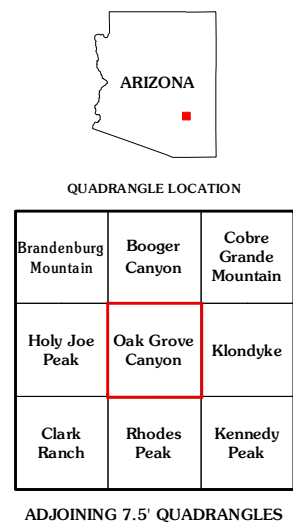 ARIZONA
QUADRANGLE LOCATION
Brandenburg
Mountain
Booger
Canyon
Cobre
Grande
Mountain
Holy Joe
Peak
Oak Grove
Canyon
Klondyke
Clark
Ranch
Rhodes
Peak
Kennedy
Peak
ADJOINING 7.5' QUADRANGLES